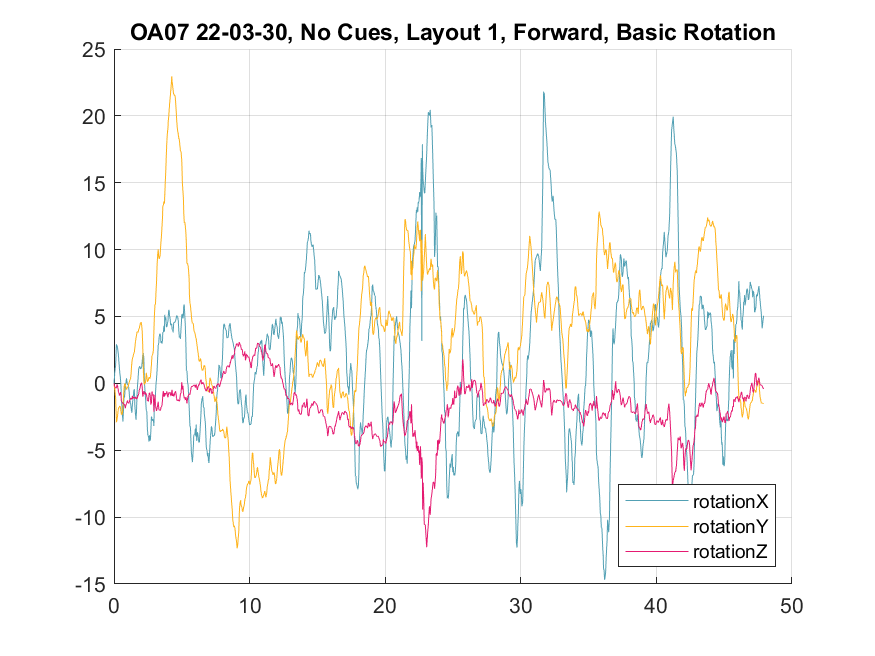 OA07 22-03-30, No Cues, Layout 1, Forward, Basic Rotation
25
20
15
10
5
0
-5
-10
-15
0 10 20 30 40 50
rotationX
rotationY
rotationZ